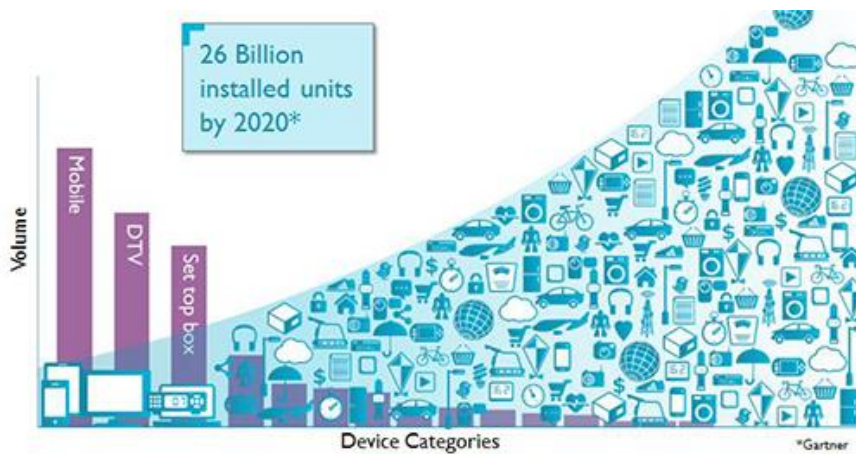 26 Billion
installed units
by 2020*
Mobile
DTV
Set top box
Volume
Device Categories
*Gartner